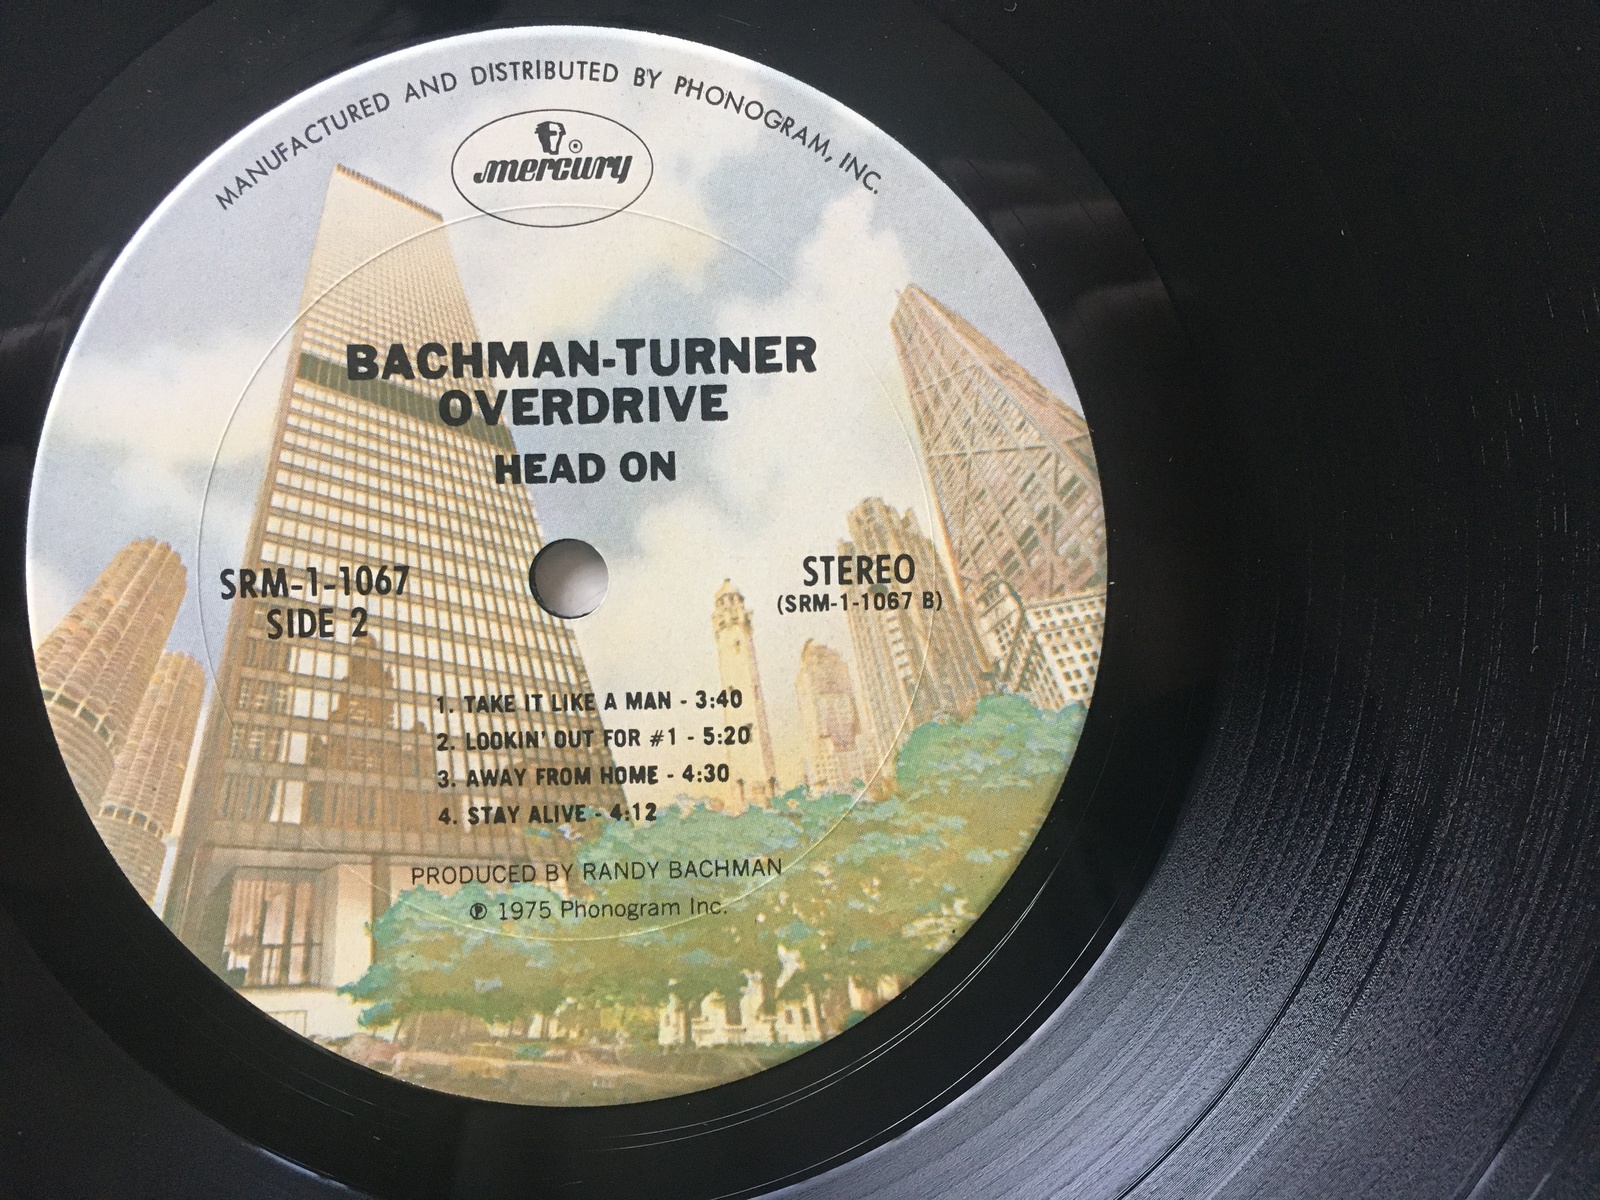 MANUFACTURED AND DISTRIBUTED BY PHONOGRAM, INC.
mercury ®
BACHMAN-TURNER
OVERDRIVE
HEAD ON
SRM-1-1067
SIDE 2
STEREO
(SRM-1-1067 B)
1. TAKE IT LIKE A MAN - 3:40
2. LOOKIN' OUT FOR #1 - 5:20
3. AWAY FROM HOME - 4:30
4. STAY ALIVE - 4:12
PRODUCED BY RANDY BACHMAN
℗ 1975 Phonogram Inc.